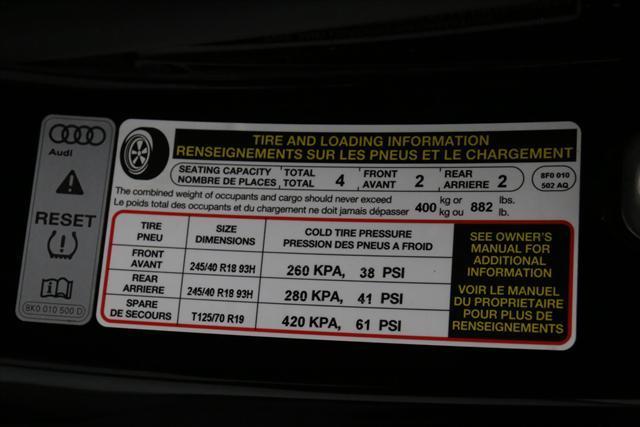 Audi
RESET
8K0 010 500 D
TIRE AND LOADING INFORMATION
RENSEIGNEMENTS SUR LES PNEUS ET LE CHARGEMENT
SEATING CAPACITY TOTAL 4 FRONT 2 REAR 2
NOMBRE DE PLACES TOTAL AVANT ARRIERE
8F0 010
502 AQ
The combined weight of occupants and cargo should never exceed 400 kg or 882 lbs.
Le poids total des occupants et du chargement ne doit jamais dépasser kg ou lb.
TIRE SIZE COLD TIRE PRESSURE
PNEU DIMENSIONS PRESSION DES PNEUS A FROID
FRONT
AVANT 245/40 R18 93H 260 KPA, 38 PSI
REAR
ARRIERE 245/40 R18 93H 280 KPA, 41 PSI
SPARE
DE SECOURS T125/70 R19 420 KPA, 61 PSI
SEE OWNER'S
MANUAL FOR
ADDITIONAL
INFORMATION
VOIR LE MANUEL
DU PROPRIETAIRE
POUR PLUS DE
RENSEIGNEMENTS